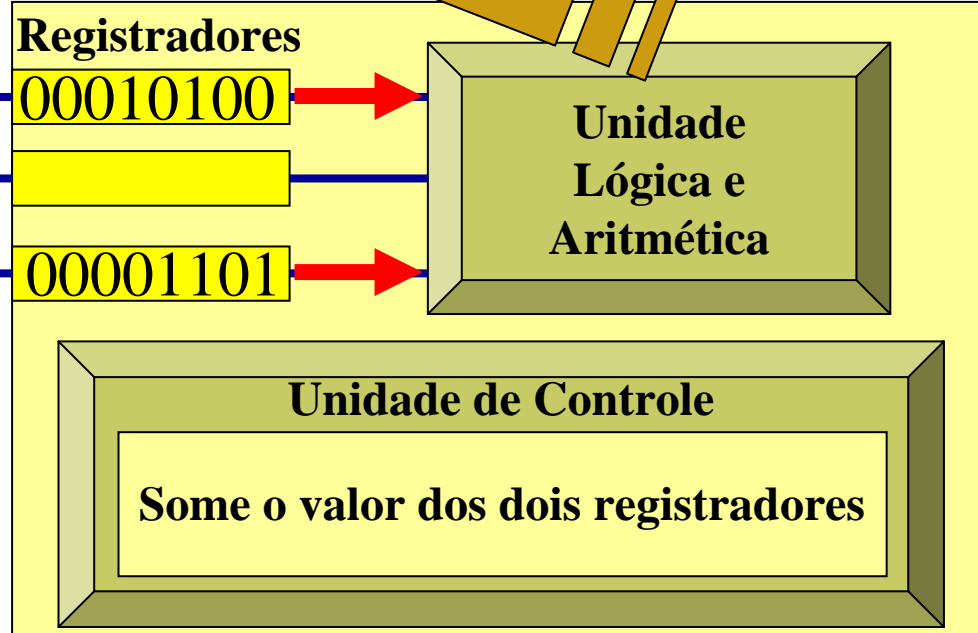 Registradores
00010100
00001101
Unidade
Lógica e
Aritmética
Unidade de Controle
Some o valor dos dois registradores